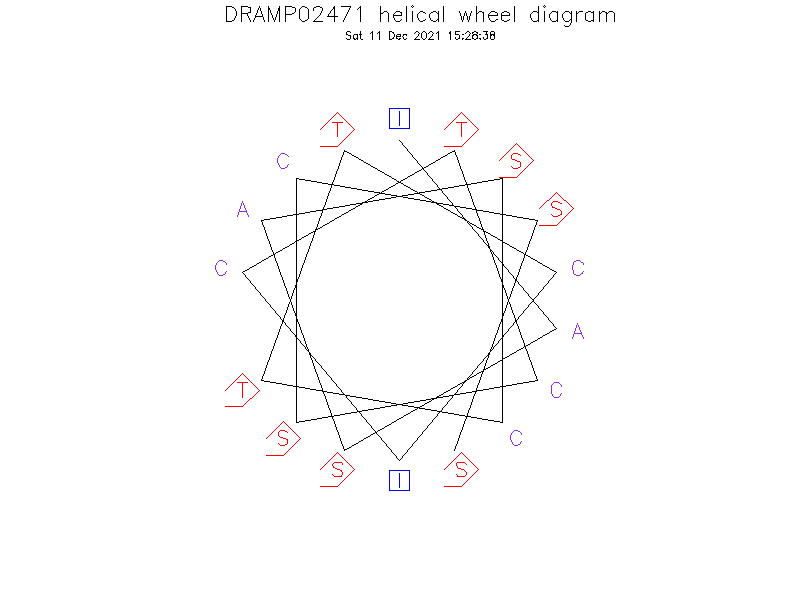 DRAMP02471 helical wheel diagram
Sat 11 Dec 2021 15:28:38
I
T T
C S
A S
C C
A
T C
S C
S S
I